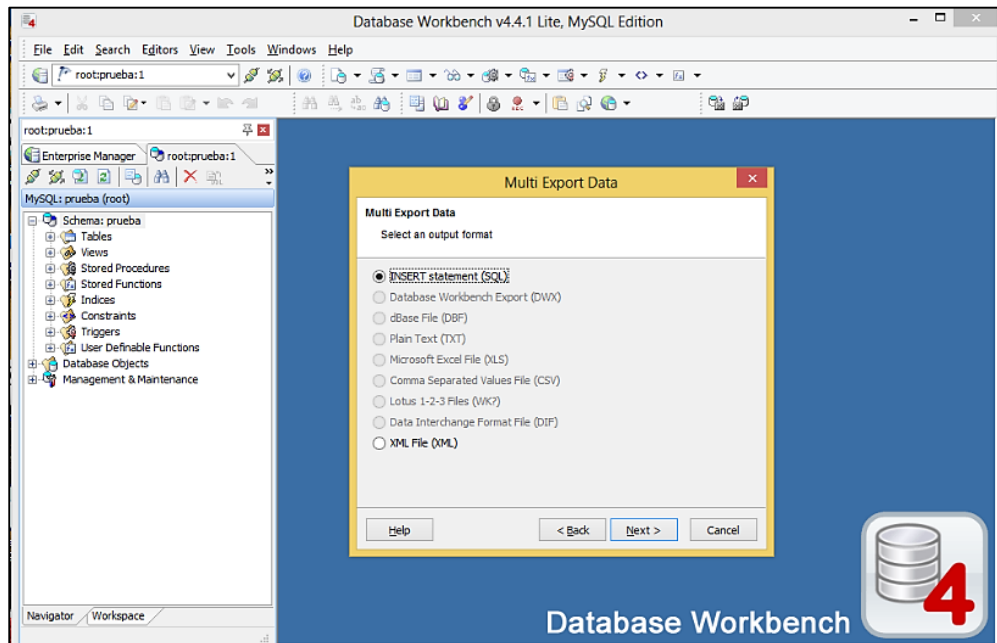 Database Workbench v4.4.1 Lite, MySQL Edition
File Edit Search Editors View Tools Windows Help
root:prueba:1
root:prueba:1
Enterprise Manager root:prueba:1
MySQL: prueba (root)
Schema: prueba
Tables
Views
Stored Procedures
Stored Functions
Indices
Constraints
Triggers
User Definable Functions
Database Objects
Management & Maintenance
Navigator Workspace
Multi Export Data
Multi Export Data
Select an output format
INSERT statement (SQL)
Database Workbench Export (DWX)
dBase File (DBF)
Plain Text (TXT)
Microsoft Excel File (XLS)
Comma Separated Values File (CSV)
Lotus 1-2-3 Files (WK?)
Data Interchange Format File (DIF)
XML File (XML)
Help < Back Next > Cancel
Database Workbench 4